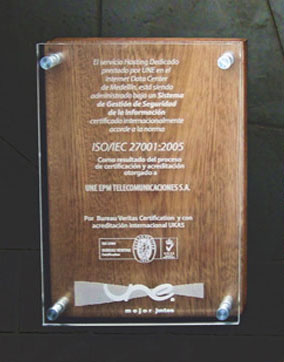 El servicio Hosting Dedicado
prestado por UNE en el
Internet Data Center
de Medellín, está siendo
administrado bajo un Sistema
de Gestión de Seguridad
de la Información
certificado internacionalmente
acorde a la norma
ISO/IEC 27001:2005
Como resultado del proceso
de certificación y acreditación
otorgado a
UNE EPM TELECOMUNICACIONES S.A.
Por Bureau Veritas Certification y con
acreditación internacional UKAS
BUREAU VERITAS
Certification
une
mejor juntos